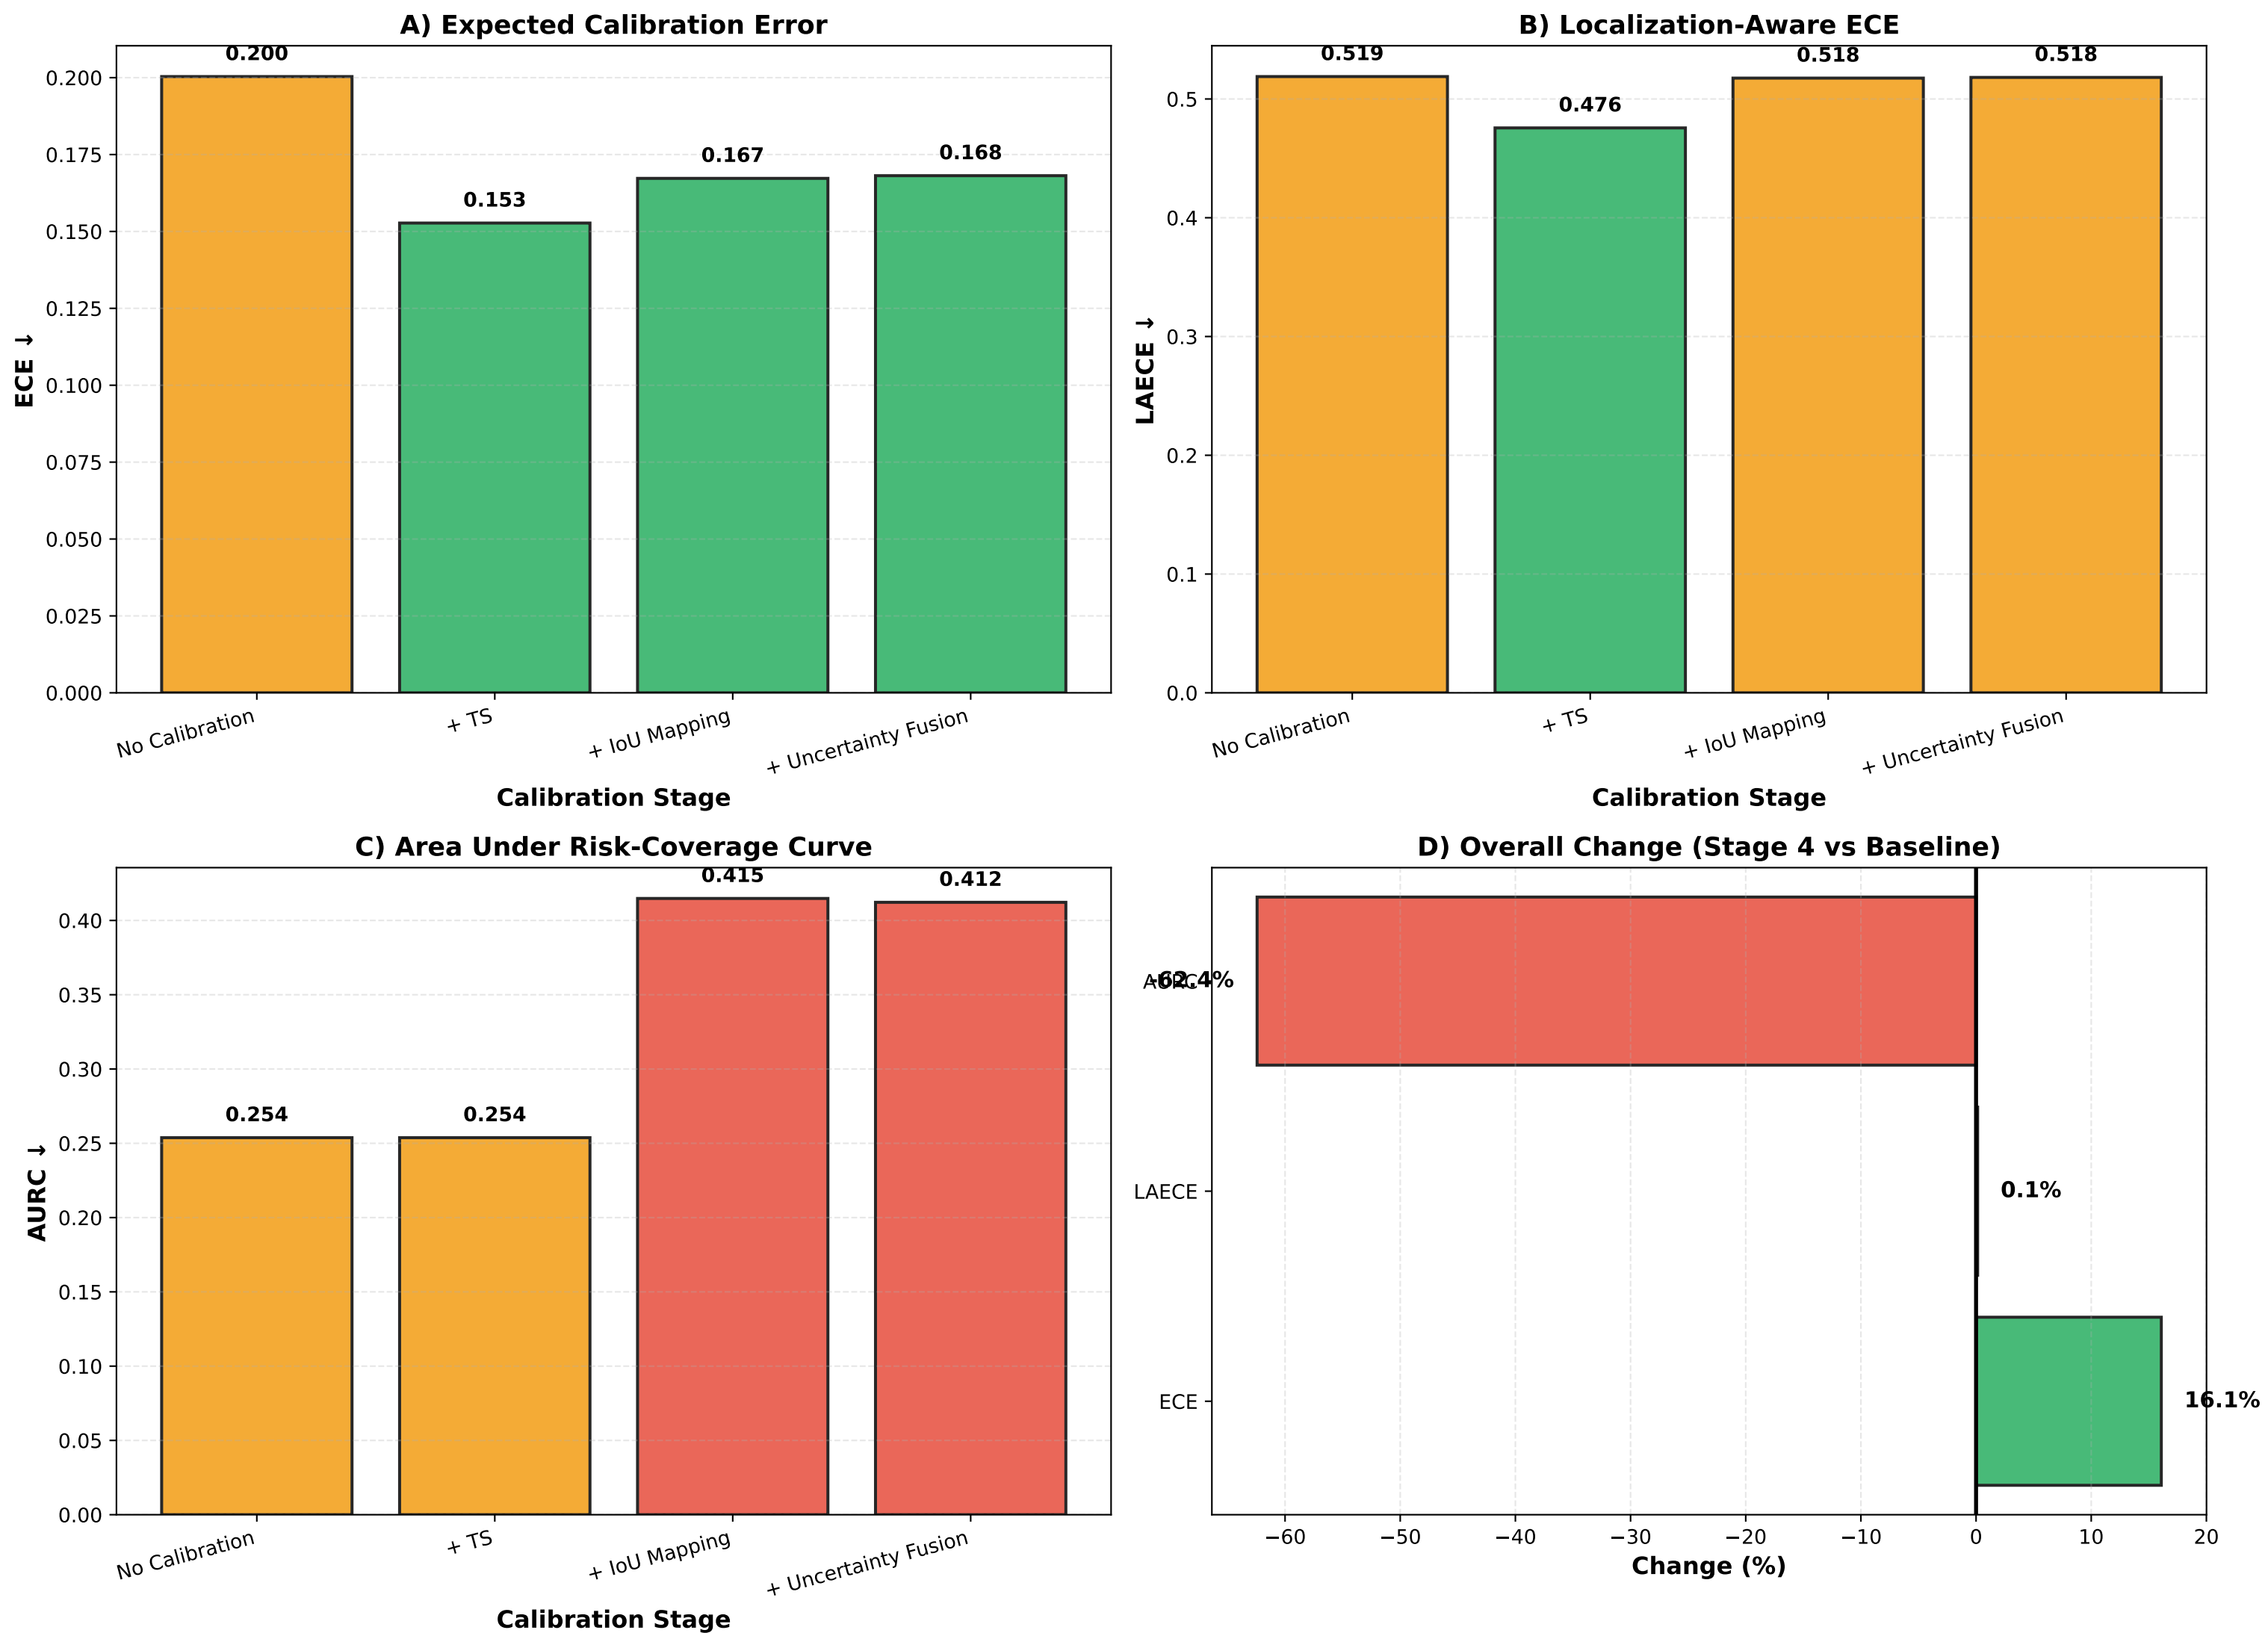 A) Expected Calibration Error
ECE ↓
0.200
0.175
0.150
0.125
0.100
0.075
0.050
0.025
0.000
0.200
0.153
0.167
0.168
No Calibration
+ TS
+ IoU Mapping
+ Uncertainty Fusion
Calibration Stage
B) Localization-Aware ECE
LAECE ↓
0.5
0.4
0.3
0.2
0.1
0.0
0.519
0.476
0.518
0.518
No Calibration
+ TS
+ IoU Mapping
+ Uncertainty Fusion
Calibration Stage
C) Area Under Risk-Coverage Curve
AURC ↓
0.40
0.35
0.30
0.25
0.20
0.15
0.10
0.05
0.00
0.254
0.254
0.415
0.412
No Calibration
+ TS
+ IoU Mapping
+ Uncertainty Fusion
Calibration Stage
D) Overall Change (Stage 4 vs Baseline)
AURC
-62.4%
LAECE
0.1%
ECE
16.1%
−60
−50
−40
−30
−20
−10
0
10
20
Change (%)